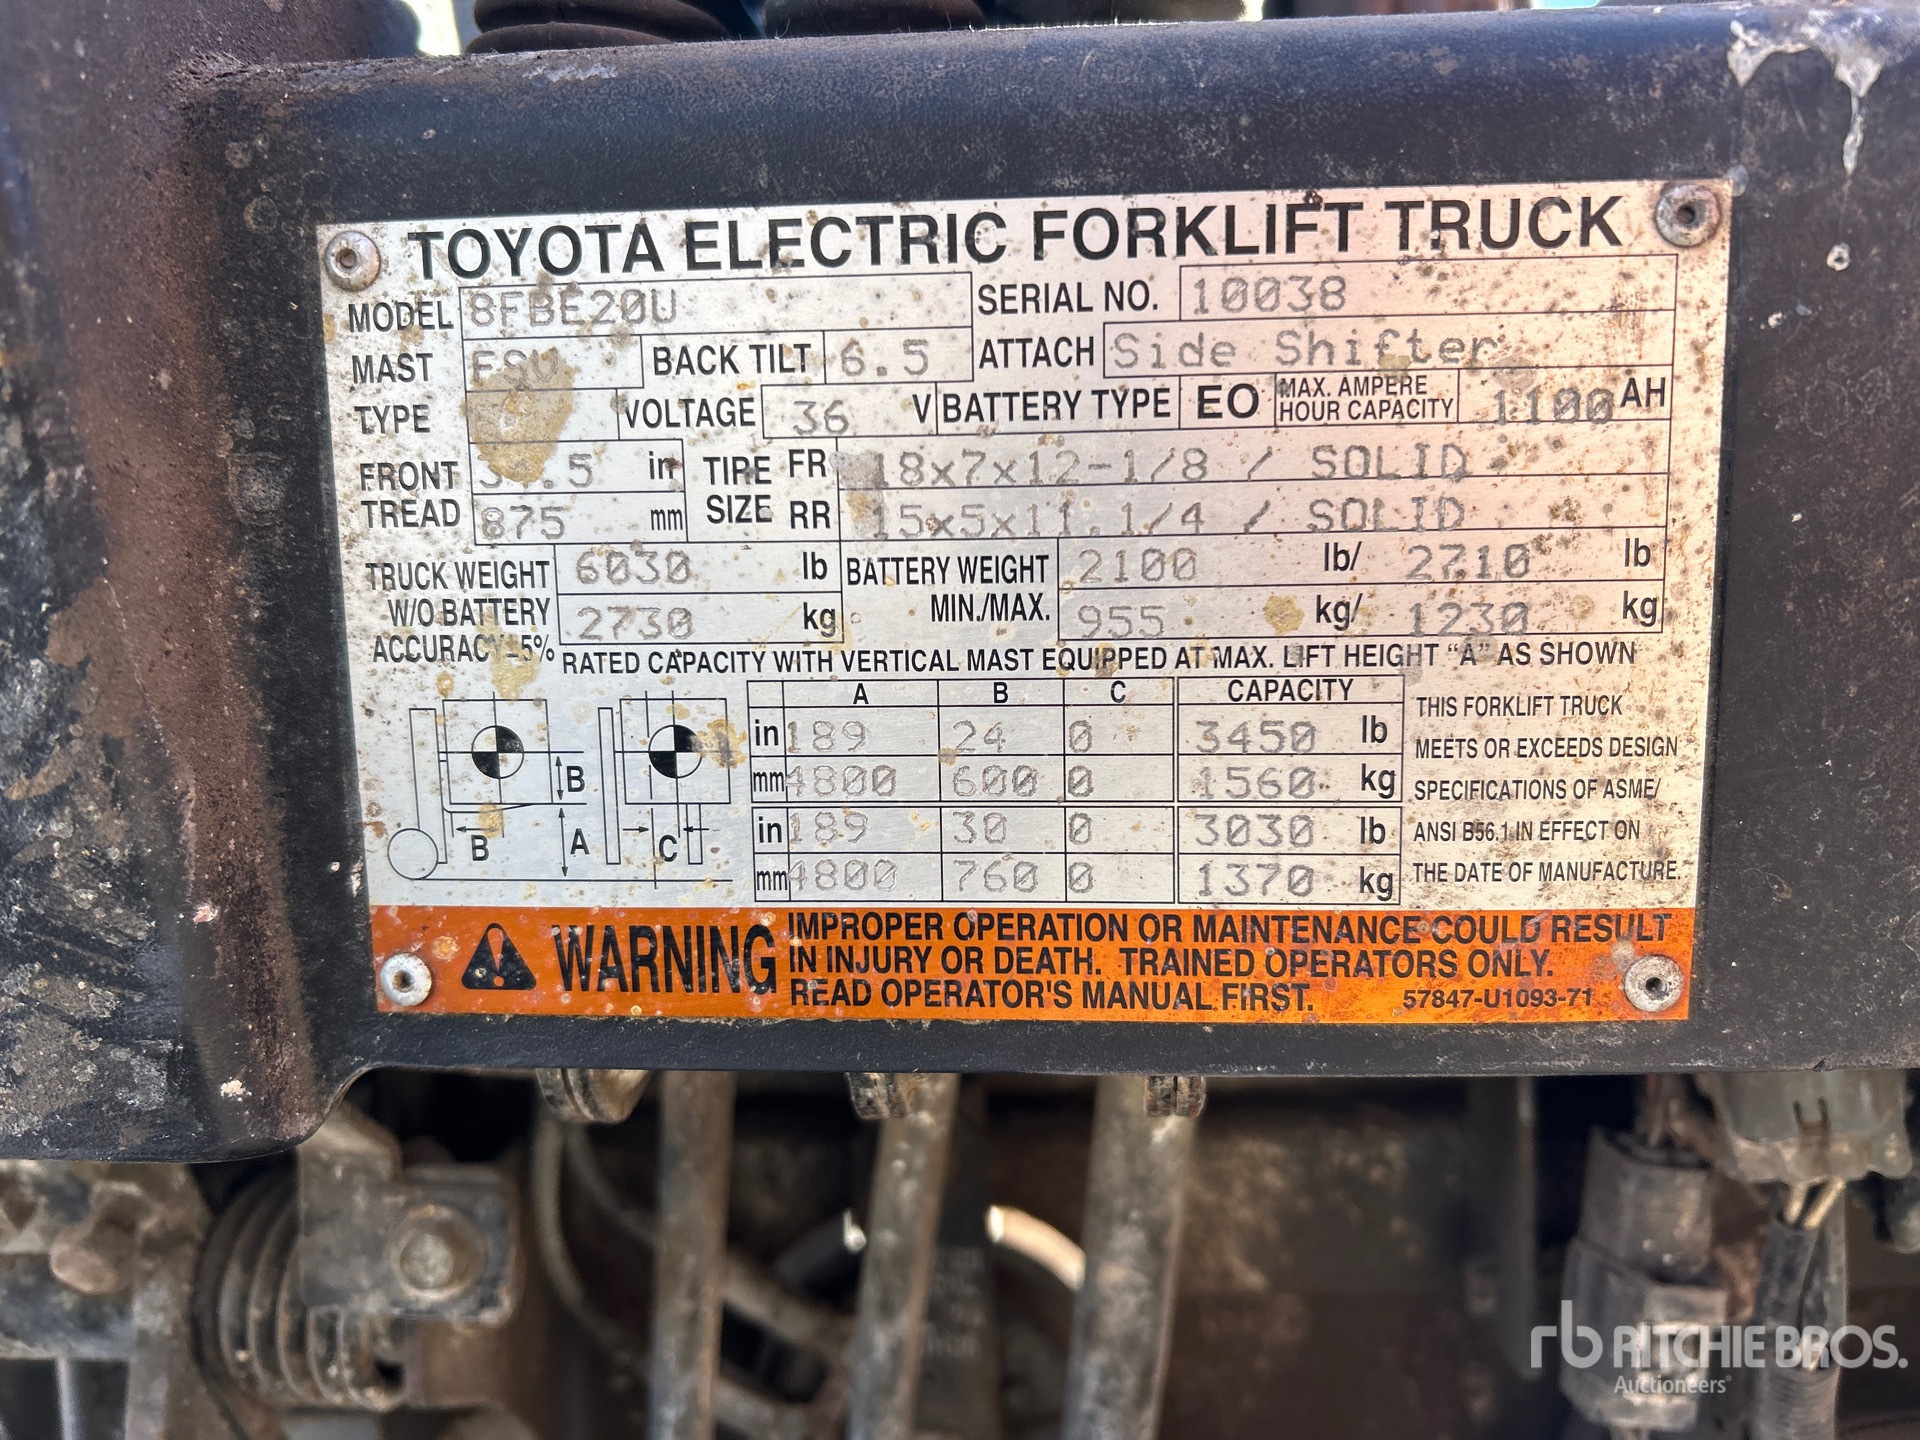 TOYOTA ELECTRIC FORKLIFT TRUCK
MODEL 8FBE20U SERIAL NO. 10038
MAST FSV BACK TILT 6.5 ATTACH Side Shifter
TYPE VOLTAGE 36 V BATTERY TYPE EO MAX. AMPERE HOUR CAPACITY 1100 AH
FRONT TREAD in TIRE SIZE FR 18x7x12-1/8 / SOLID
875 mm RR 15x5x11.1/4 / SOLID
TRUCK WEIGHT W/O BATTERY ACCURACY±5% 6030 lb BATTERY WEIGHT MIN./MAX. 2100 lb/ 2710 lb
2730 kg 955 kg/ 1230 kg
RATED CAPACITY WITH VERTICAL MAST EQUIPPED AT MAX. LIFT HEIGHT “A” AS SHOWN
A B C CAPACITY
in 189 24 0 3450 lb
mm 4800 600 0 1560 kg
in 189 30 0 3030 lb
mm 4800 760 0 1370 kg
B
B A C
THIS FORKLIFT TRUCK
MEETS OR EXCEEDS DESIGN
SPECIFICATIONS OF ASME/
ANSI B56.1 IN EFFECT ON
THE DATE OF MANUFACTURE.
WARNING
IMPROPER OPERATION OR MAINTENANCE COULD RESULT
IN INJURY OR DEATH. TRAINED OPERATORS ONLY.
READ OPERATOR'S MANUAL FIRST. 57847-U1093-71
rb RITCHIE BROS.
Auctioneers